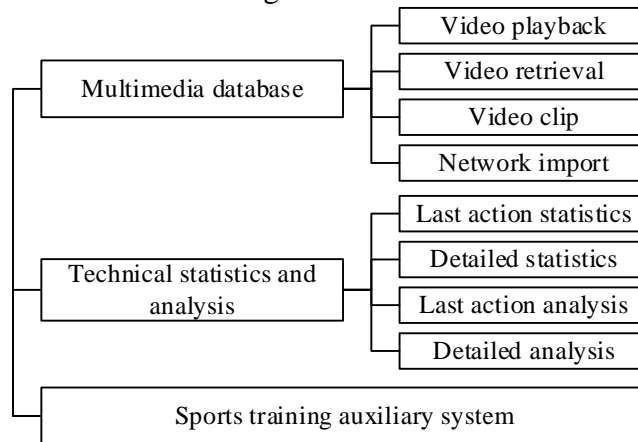 Video playback
Video retrieval
Multimedia database
Video clip
Network import
Last action statistics
Detailed statistics
Technical statistics and
analysis
Last action analysis
Detailed analysis
Sports training auxiliary system